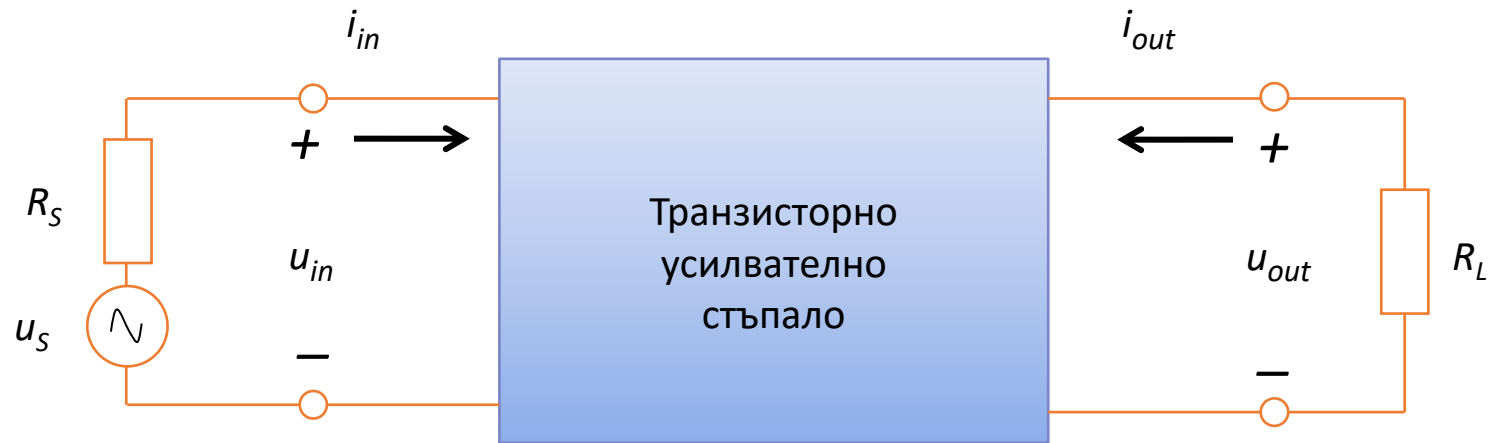 i_in
i_out
+
+
R_S
Транзисторно
усилвателно
стъпало
u_in
u_out
R_L
u_S
−
−